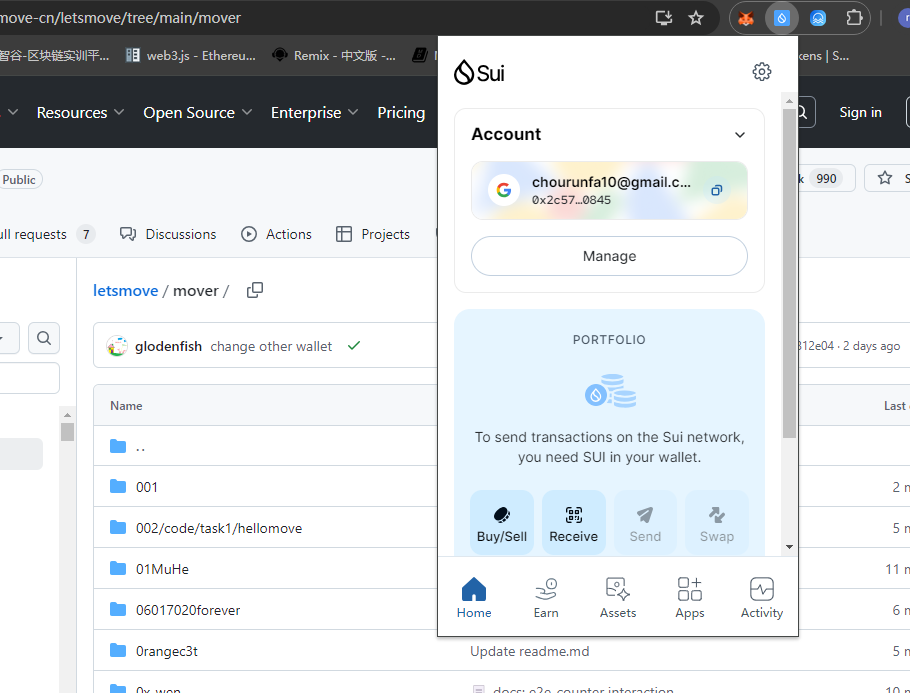 move-cn/letsmove/tree/main/mover
智谷-区块链实训平... web3.js - Ethereu... Remix - 中文版 -... kens | S...
Resources Open Source Enterprise Pricing Sign in
Public 990
ull requests 7 Discussions Actions Projects
letsmove / mover /
glodenfish change other wallet 312e04 · 2 days ago
Name Last
..
001 2
002/code/task1/hellomove 5
01MuHe 11
06017020forever 6
0rangec3t Update readme.md 5
0x-wen docs: e2e-counter interaction 10
Sui
Account
chourunfa10@gmail.c...
0x2c57…0845
Manage
PORTFOLIO
To send transactions on the Sui network,
you need SUI in your wallet.
Buy/Sell Receive Send Swap
Home Earn Assets Apps Activity